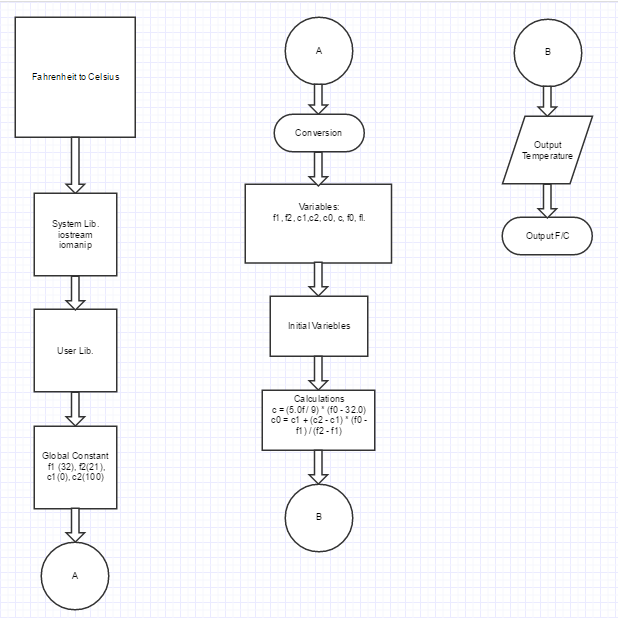 Fahrenheit to Celsius
System Lib.
iostream
iomanip
User Lib.
Global Constant
f1 (32), f2(21),
c1(0), c2(100)
A
A
Conversion
Variables:
f1, f2, c1,c2, c0, c, f0, fl.
Initial Variebles
Calculations
c = (5.0f/ 9) * (f0 - 32.0)
c0 = c1 + (c2 - c1) * (f0 -
f1) / (f2 - f1)
B
B
Output
Temperature
Output F/C